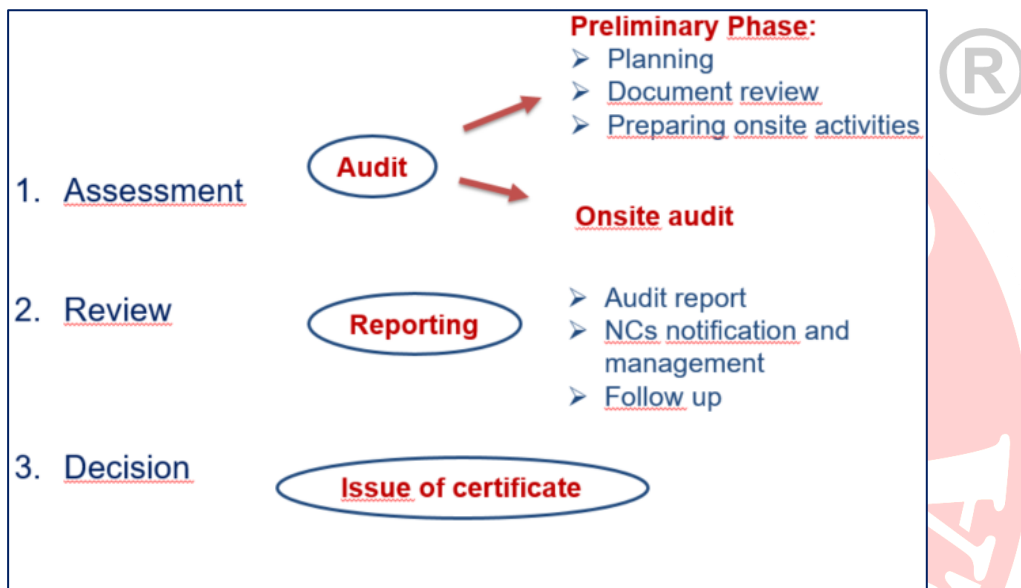 Preliminary Phase:
➢ Planning
➢ Document review
➢ Preparing onsite activities
Audit
1. Assessment
Onsite audit
2. Review
Reporting
➢ Audit report
➢ NCs notification and
management
➢ Follow up
3. Decision
Issue of certificate
®
A